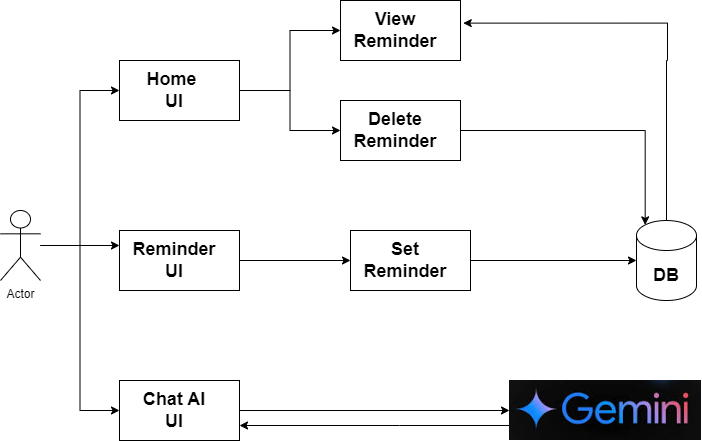 View
Reminder
Home
UI
Delete
Reminder
Actor
Reminder
UI
Set
Reminder
DB
Chat AI
UI
Gemini